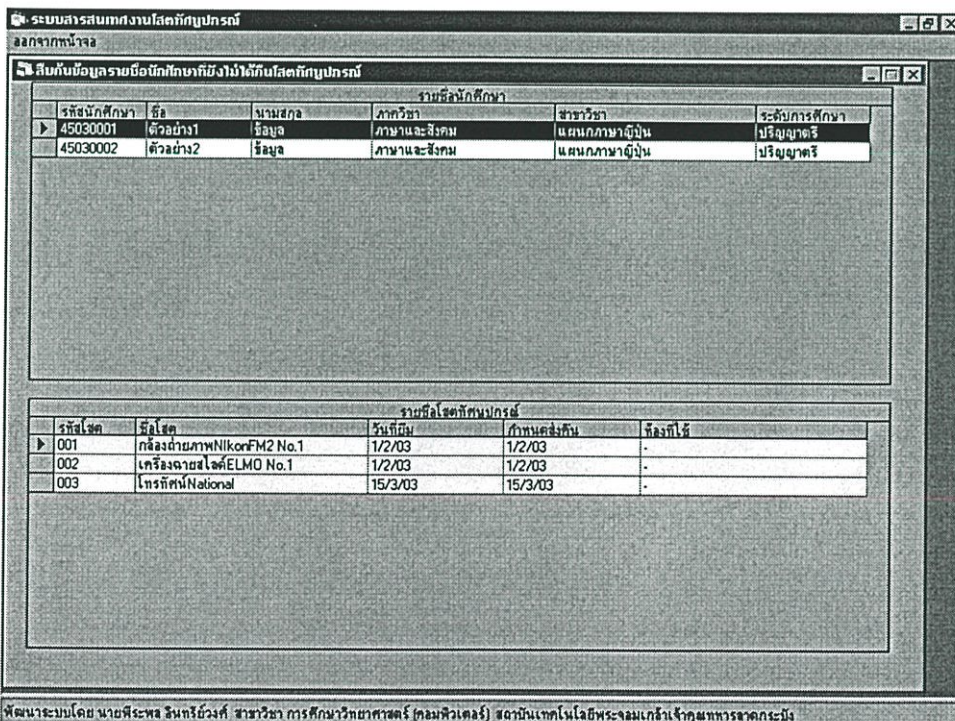 ระบบสารสนเทศงานโสตทัศนูปกรณ์
ออกจากหน้าจอ
สืบค้นข้อมูลรายชื่อนักศึกษาที่ยังไม่ได้คืนโสตทัศนูปกรณ์
รายชื่อนักศึกษา
รหัสนักศึกษา ชื่อ นามสกุล ภาควิชา สาขาวิชา ระดับการศึกษา
45030001 ตัวอย่าง1 ข้อมูล ภาษาและสังคม แผนกภาษาญี่ปุ่น ปริญญาตรี
45030002 ตัวอย่าง2 ข้อมูล ภาษาและสังคม แผนกภาษาญี่ปุ่น ปริญญาตรี
รายชื่อโสตทัศนูปกรณ์
รหัสโสต ชื่อโสต วันที่ยืม กำหนดส่งคืน ห้องที่ใช้
001 กล้องถ่ายภาพNIkonFM2 No.1 1/2/03 1/2/03 -
002 เครื่องฉายสไลด์ELMO No.1 1/2/03 1/2/03 -
003 โทรทัศน์National 15/3/03 15/3/03 -
พัฒนาระบบโดย นายพีระพล อินทรีย์วงศ์ สาขาวิชา การศึกษาวิทยาศาสตร์ (คอมพิวเตอร์) สถาบันเทคโนโลยีพระจอมเกล้าเจ้าคุณทหารลาดกระบัง